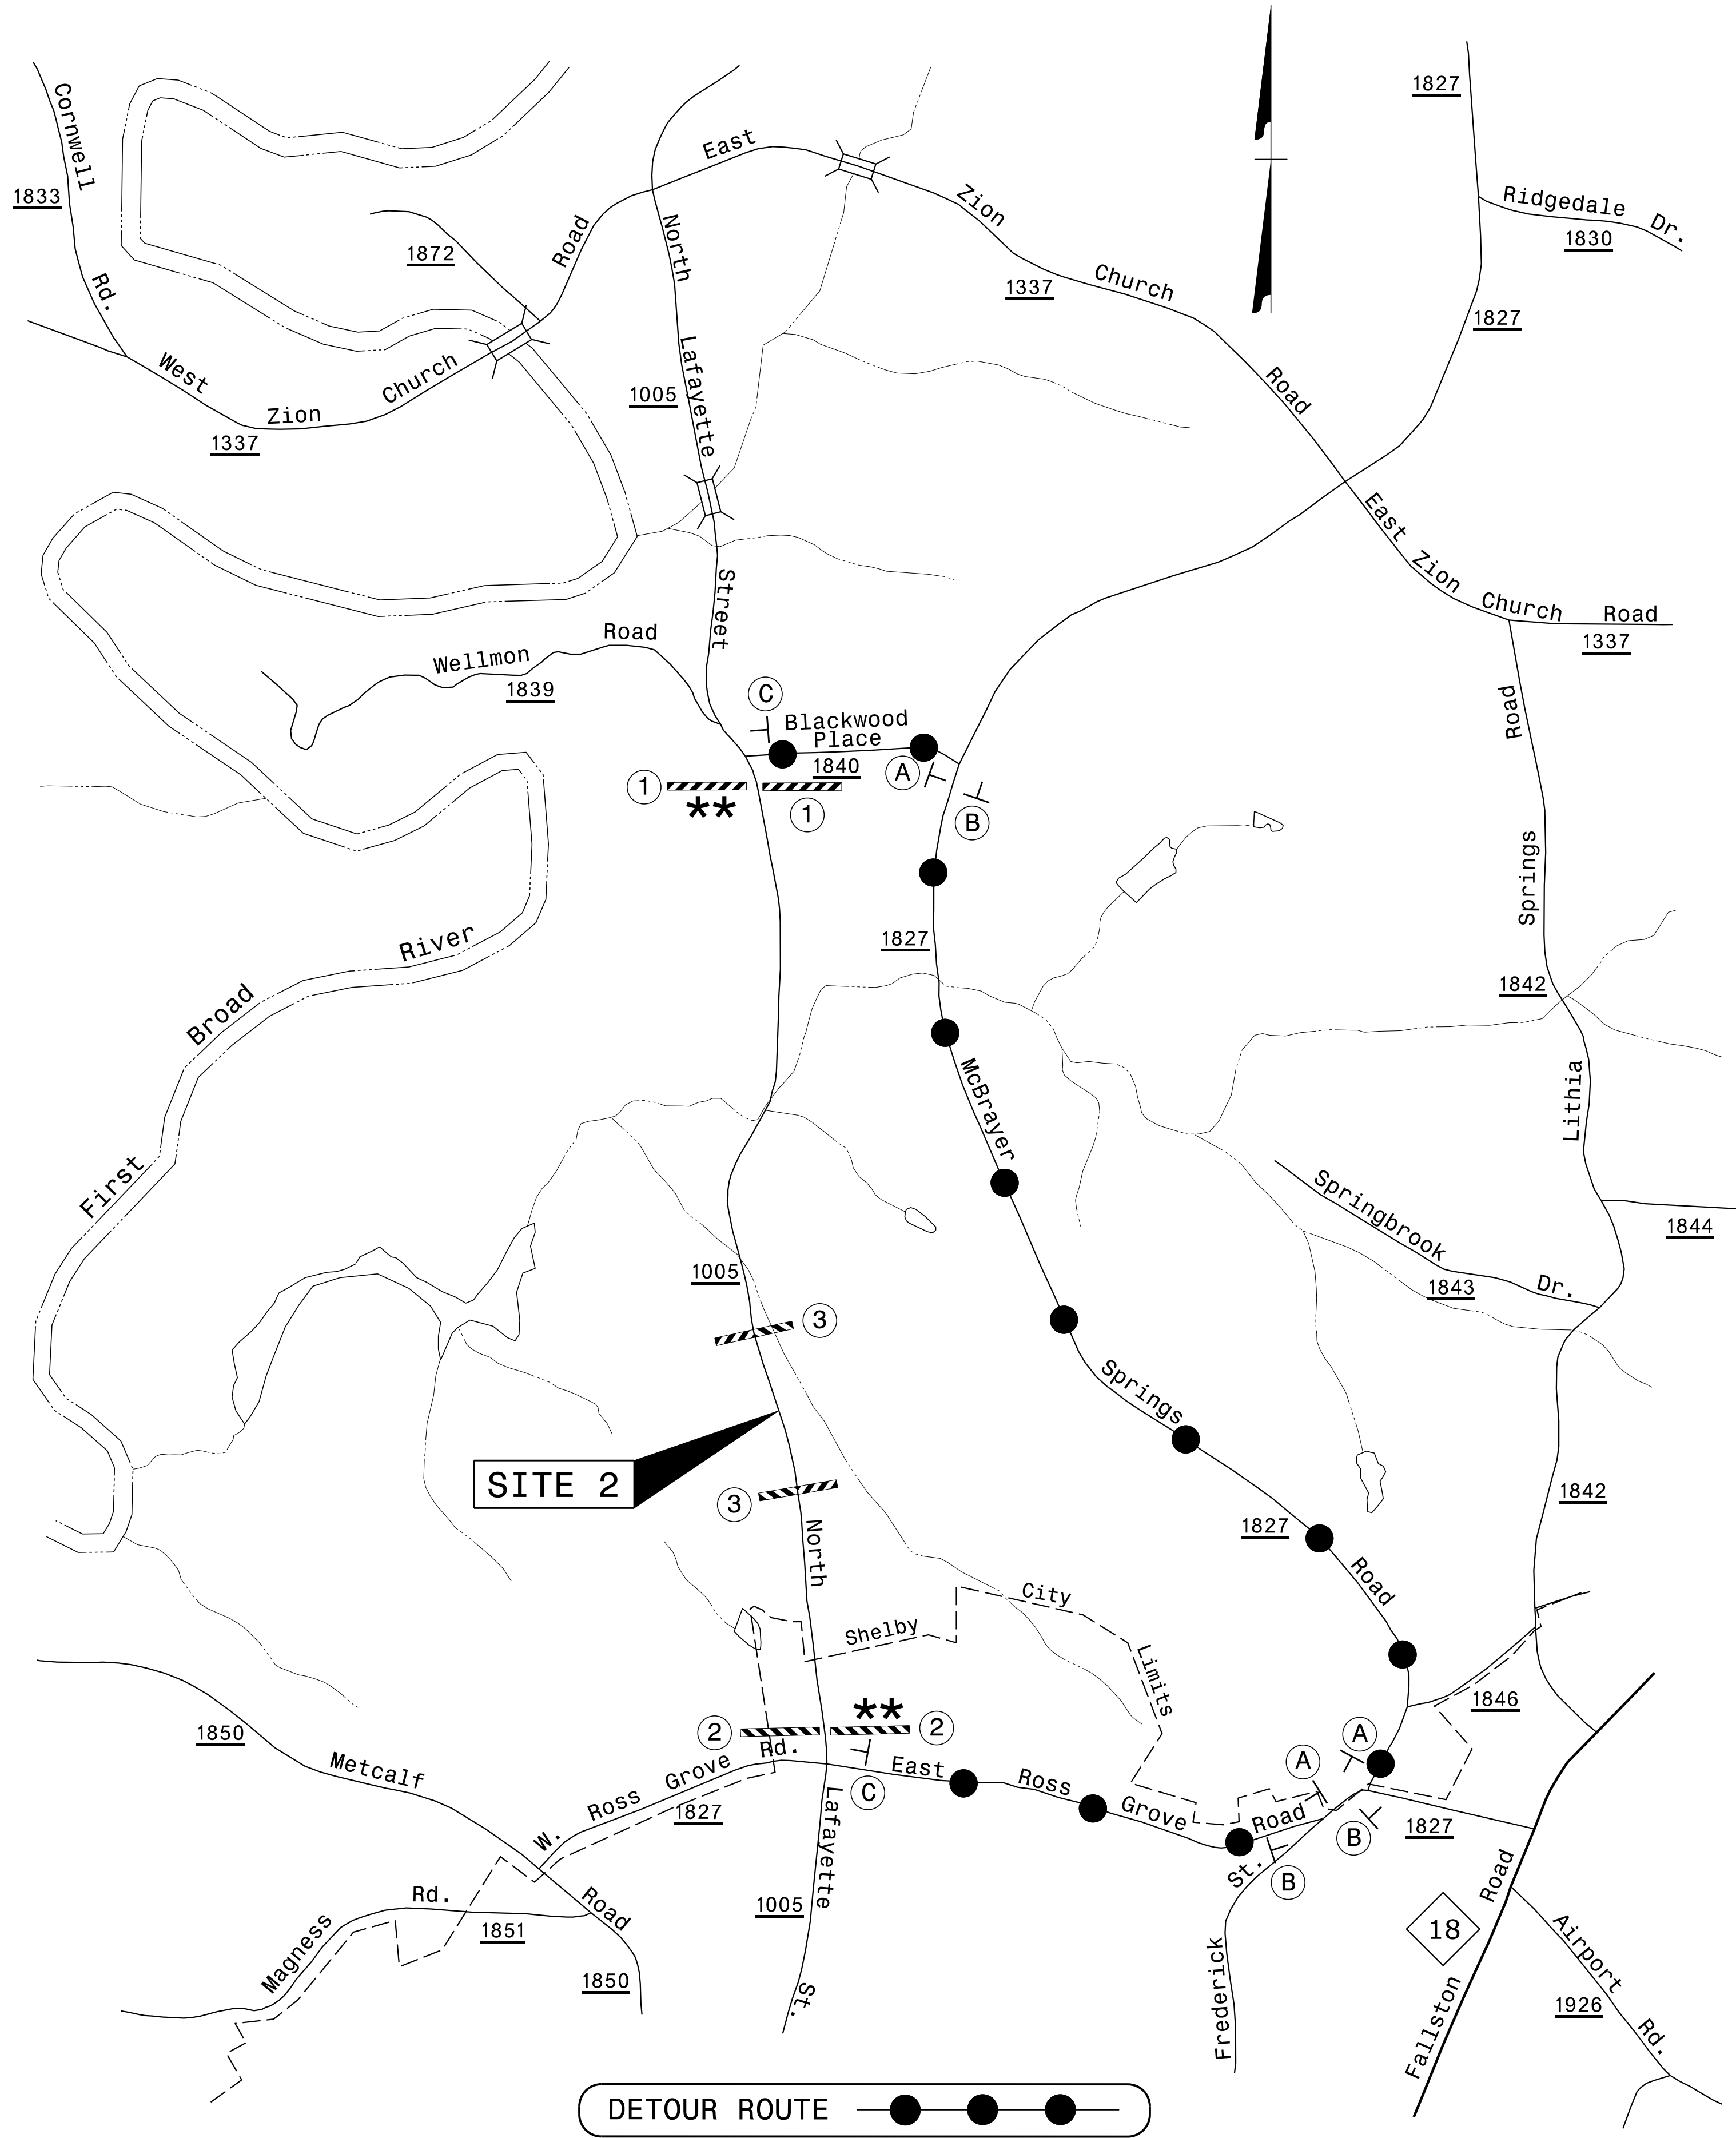 1827
Cornwell
East
Zion
1833
Ridgedale Dr.
1830
Rd.
1872
Road
North
1337
Church
1827
West
Church
Lafayette
1005
Road
Zion
1337
East
Zion
Church Road
1337
Street
Road
Wellmon
1839
C
Blackwood
Place
1840
A
Road
1
**
1
B
Springs
River
1827
Broad
1842
McBrayer
Lithia
First
Springbrook
1844
1005
1843
Dr.
3
Springs
SITE 2
3
1842
1827
North
Road
City
Shelby
Limits
1846
**
2
2
1850
Rd.
A
A
Metcalf
East
C
Ross
Grove
Ross
Grove
Road
1827
W.
B
1827
Lafayette
St.
B
Road
Rd.
Road
1005
18
1851
Airport
Magness
Frederick
1850
St.
1926
Fallston
Rd.
DETOUR ROUTE